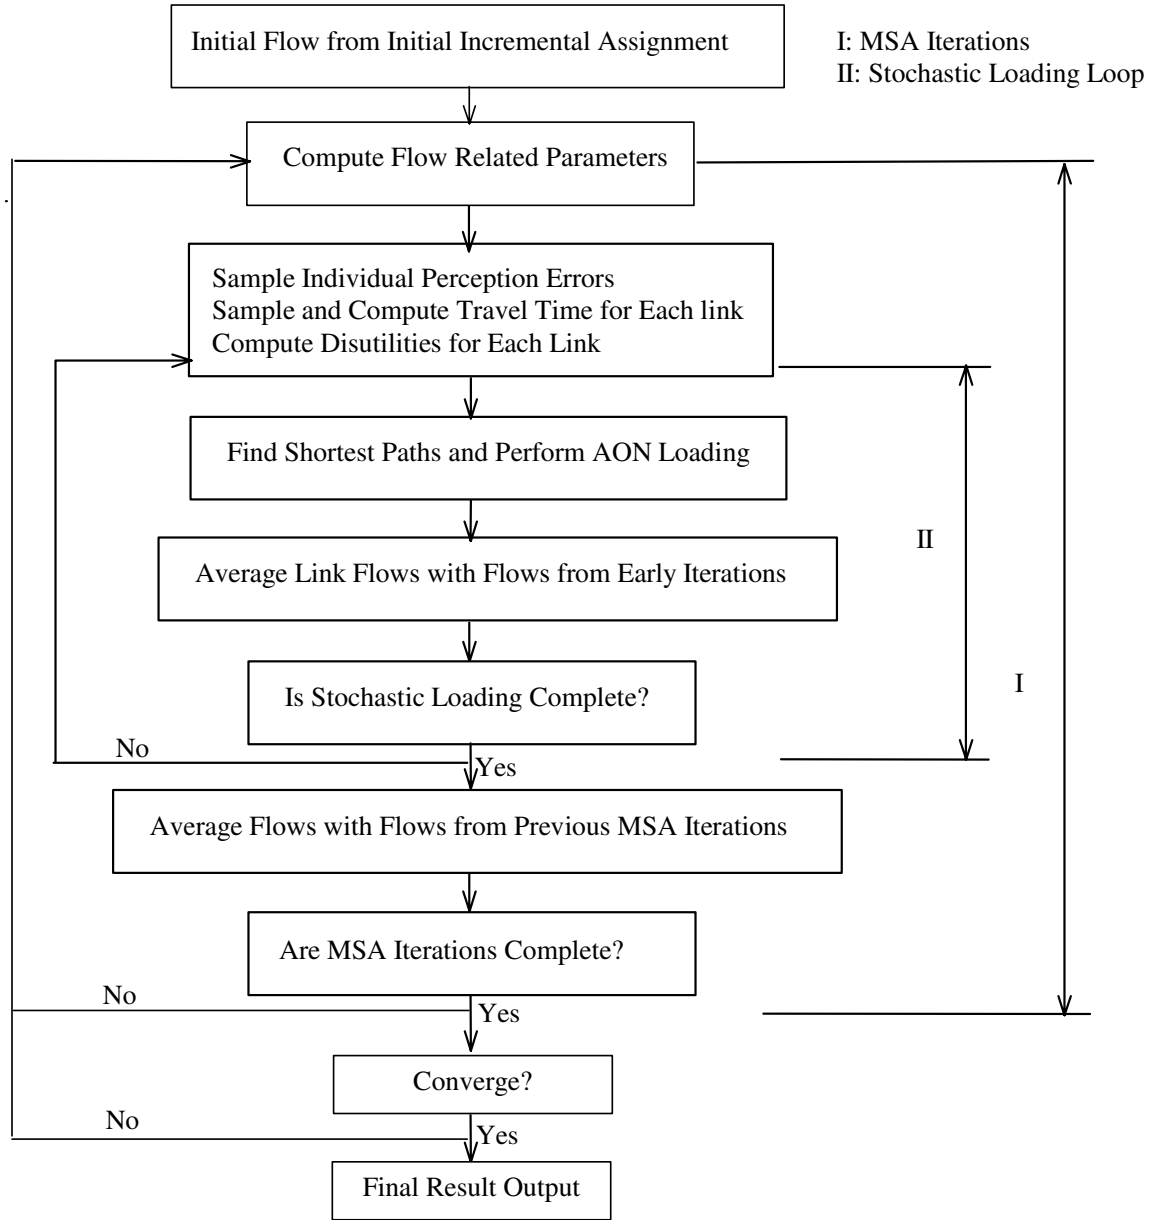 Initial Flow from Initial Incremental Assignment
I: MSA Iterations
II: Stochastic Loading Loop
Compute Flow Related Parameters
Sample Individual Perception Errors
Sample and Compute Travel Time for Each link
Compute Disutilities for Each Link
Find Shortest Paths and Perform AON Loading
II
Average Link Flows with Flows from Early Iterations
I
Is Stochastic Loading Complete?
No
Yes
Average Flows with Flows from Previous MSA Iterations
Are MSA Iterations Complete?
No
Yes
Converge?
No
Yes
Final Result Output